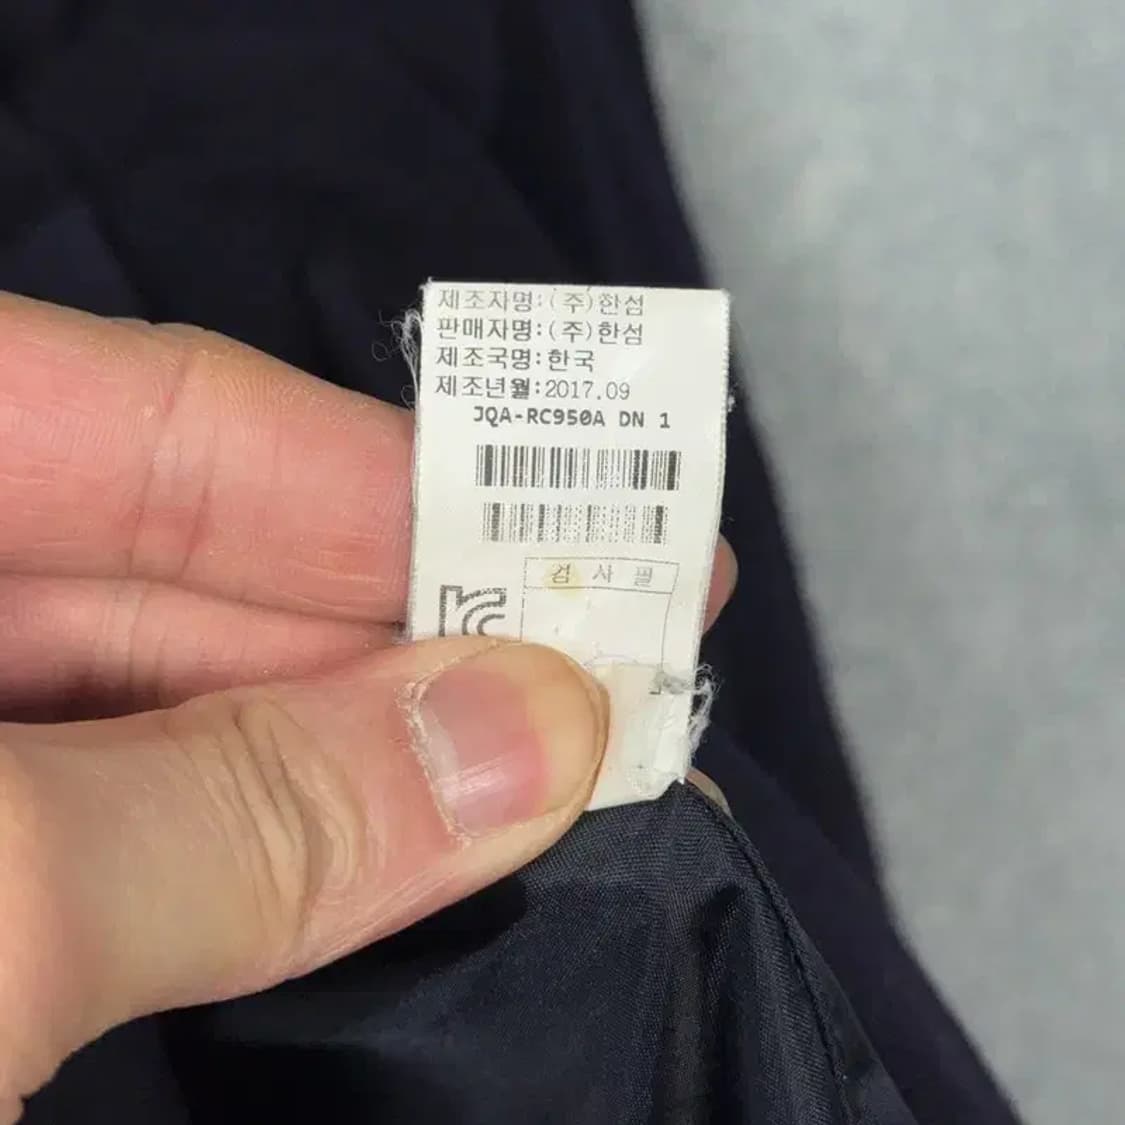 제조자명:(주)한섬
판매자명:(주)한섬
제조국명:한국
제조년월:2017.09
JQA-RC950A DN 1
검 사 필